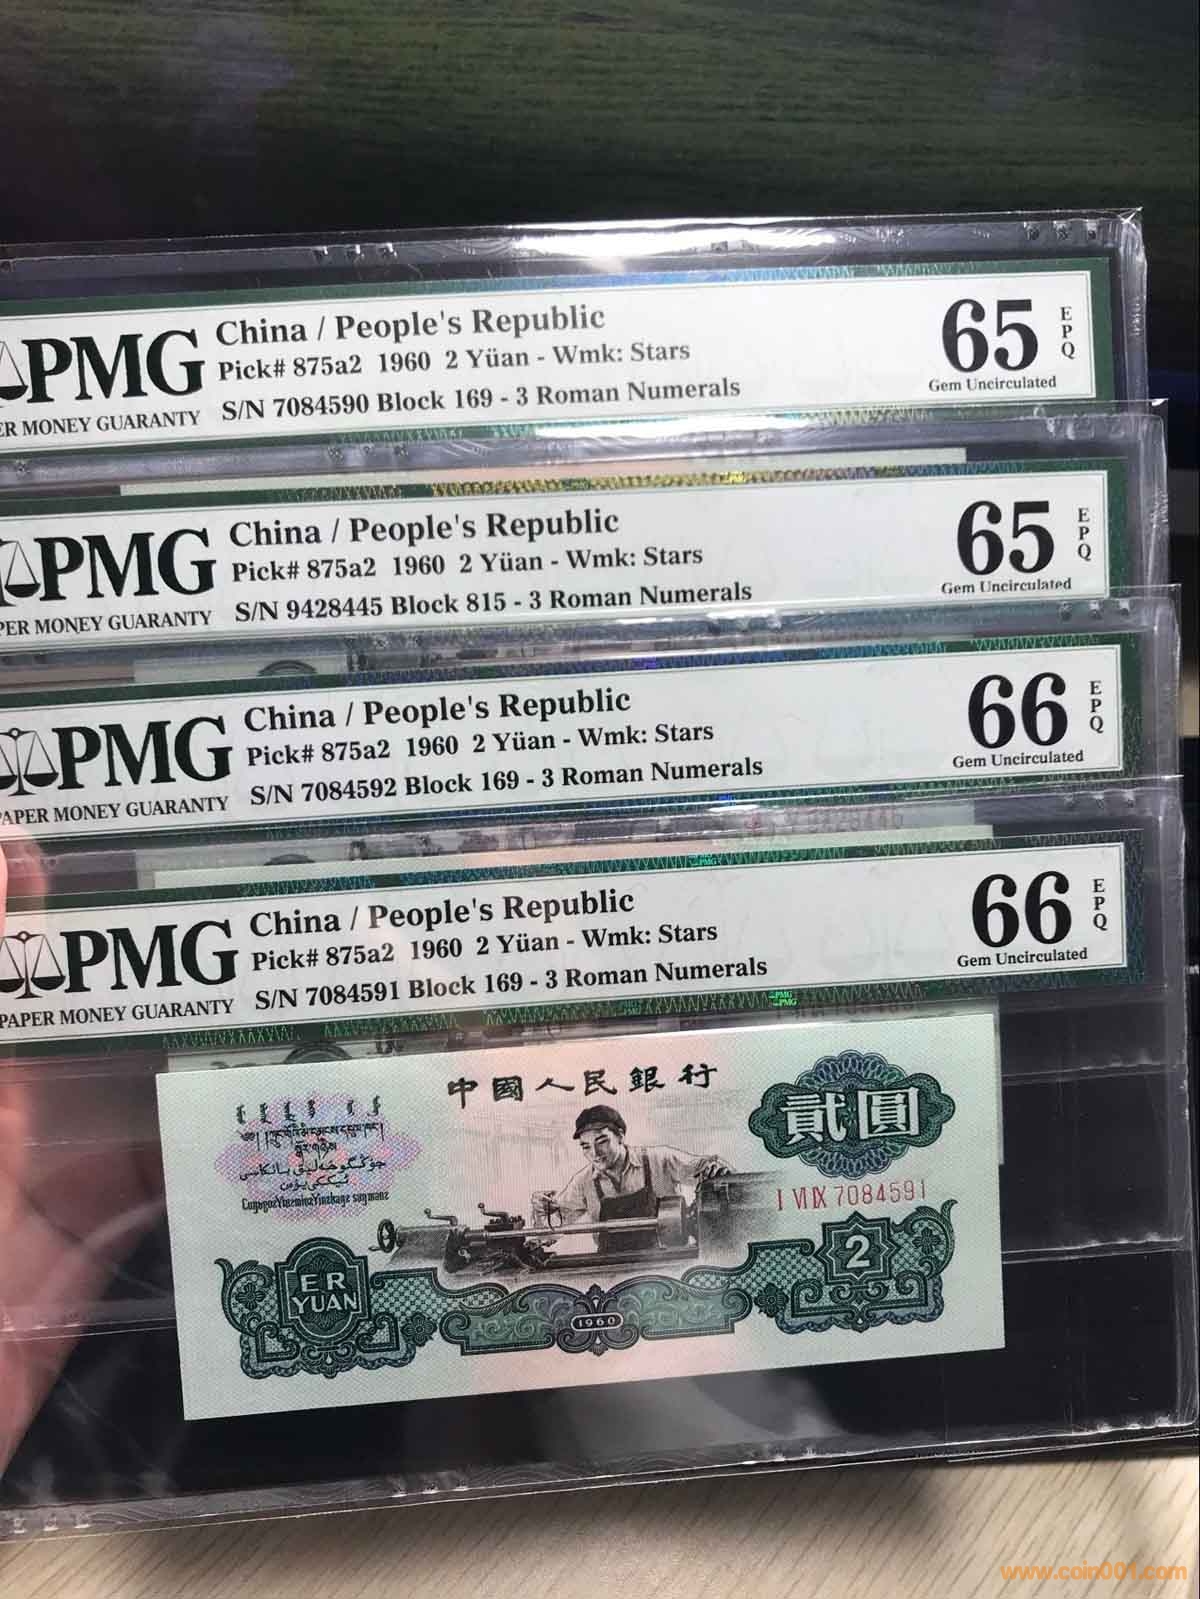 PMG
China / People's Republic
Pick# 875a2 1960 2 Yüan - Wmk: Stars
S/N 7084590 Block 169 - 3 Roman Numerals
MONEY GUARANTY
65
EPQ
Gem Uncirculated
PMG
China / People's Republic
Pick# 875a2 1960 2 Yüan - Wmk: Stars
S/N 9428445 Block 815 - 3 Roman Numerals
MONEY GUARANTY
65
EPQ
Gem Uncirculated
PMG
China / People's Republic
Pick# 875a2 1960 2 Yüan - Wmk: Stars
S/N 7084592 Block 169 - 3 Roman Numerals
PAPER MONEY GUARANTY
66
EPQ
Gem Uncirculated
PMG
China / People's Republic
Pick# 875a2 1960 2 Yüan - Wmk: Stars
S/N 7084591 Block 169 - 3 Roman Numerals
PAPER MONEY GUARANTY
66
EPQ
Gem Uncirculated
中國人民銀行
貳圓
I VI IX 7084591
2
ER
YUAN
1960
www.coin001.com